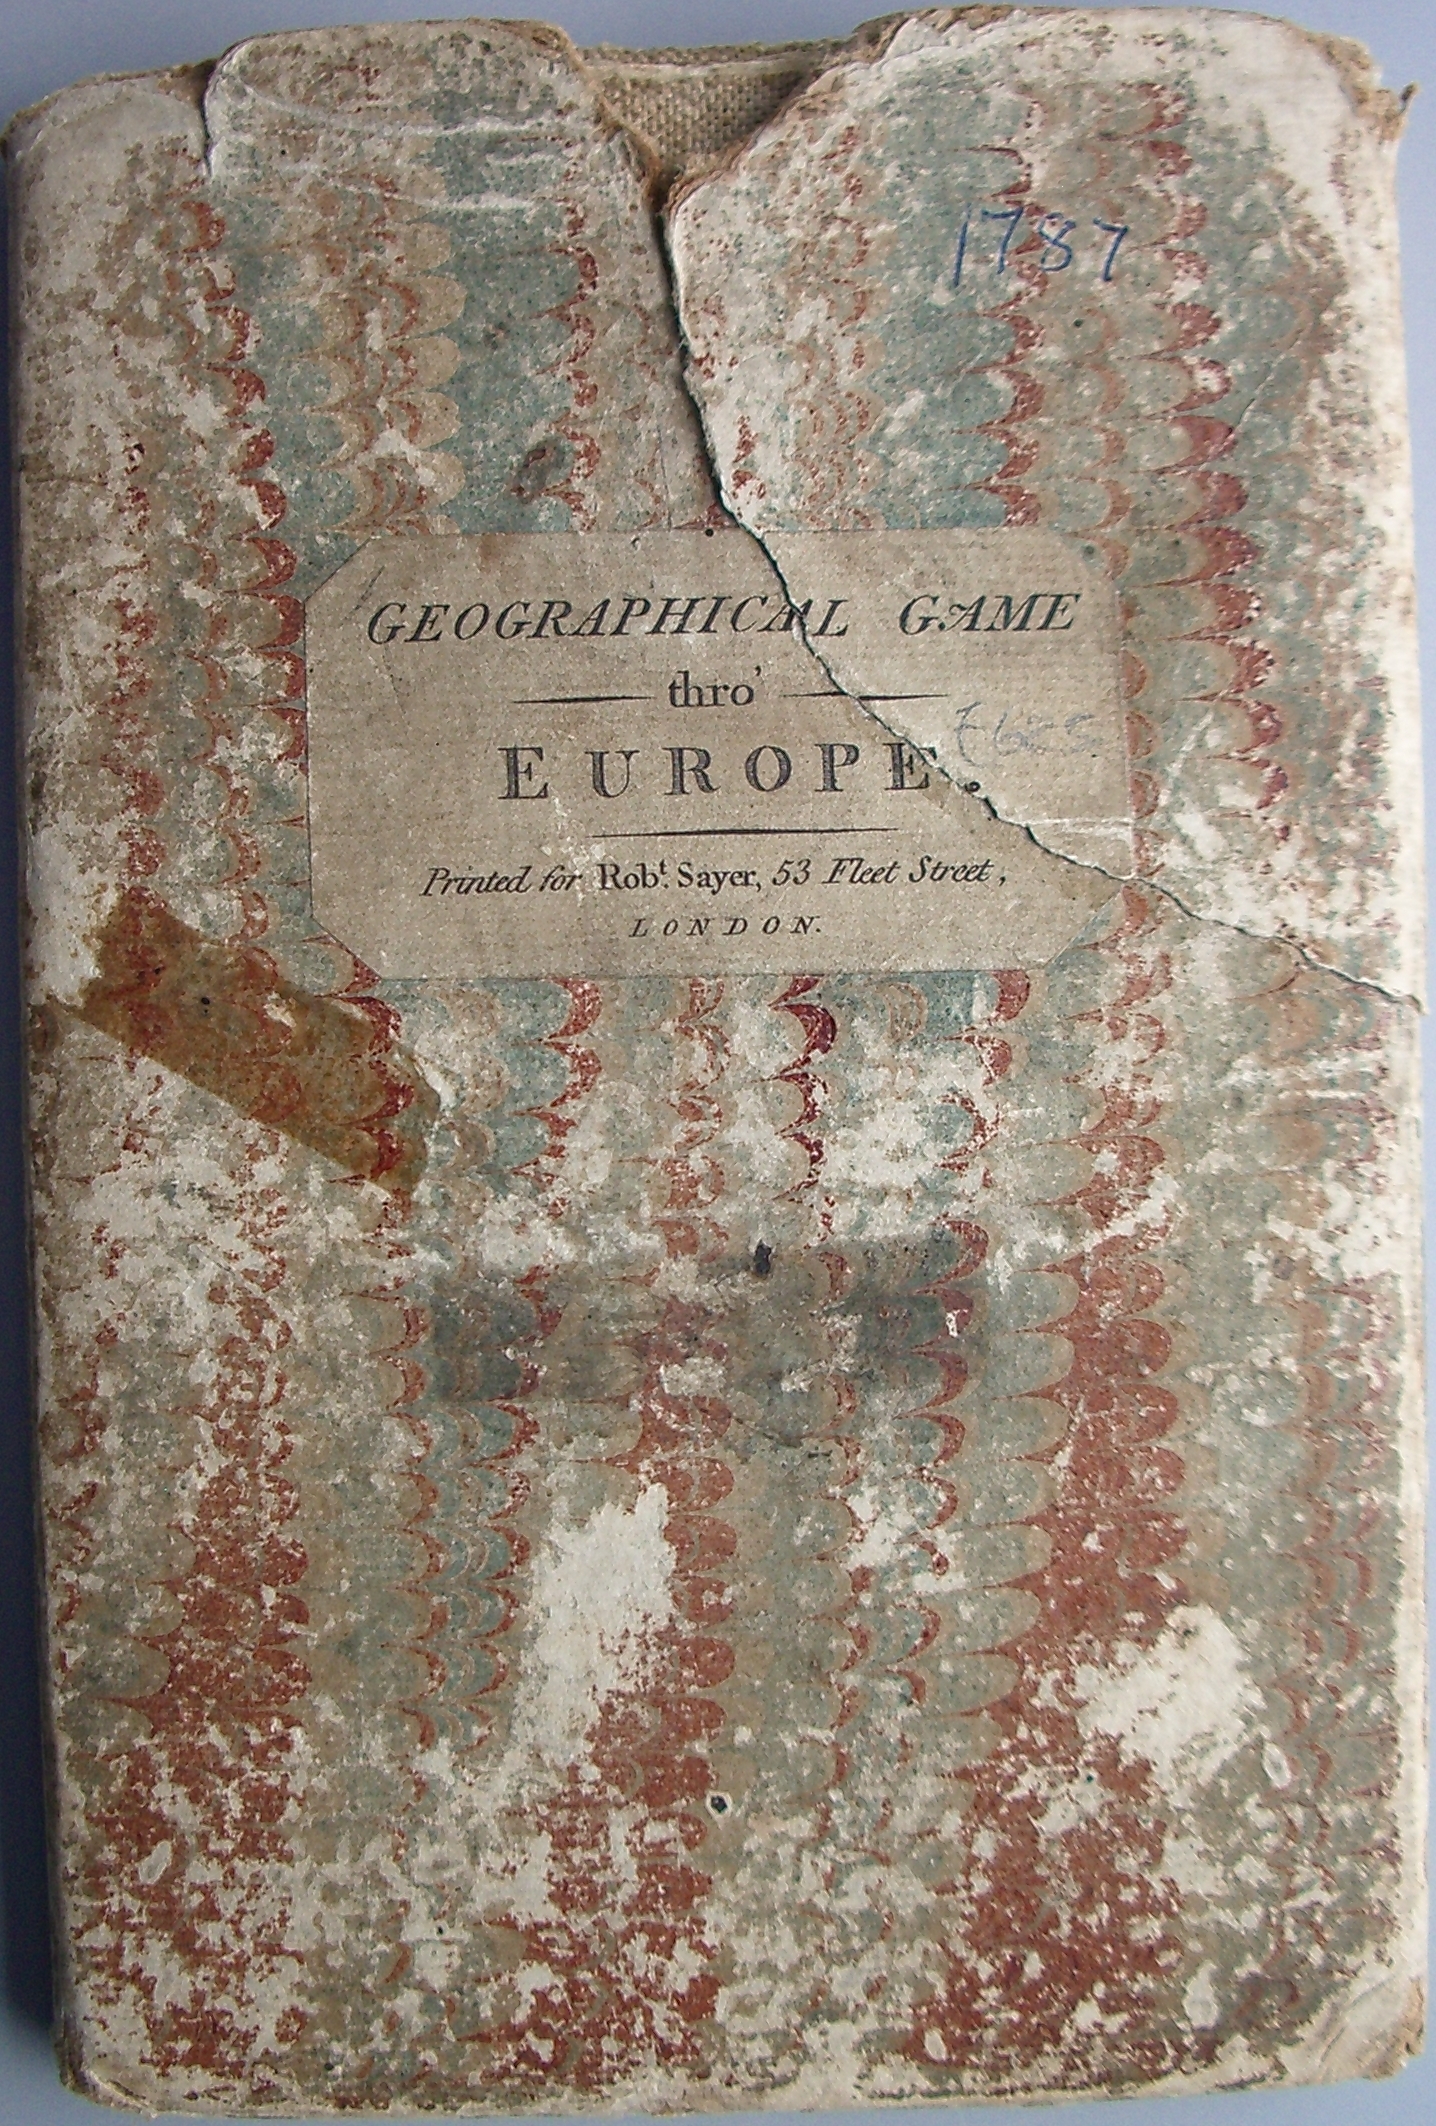 1787
GEOGRAPHICAL GAME
thro'
EUROPE.
Printed for Robt. Sayer, 53 Fleet Street,
LONDON.